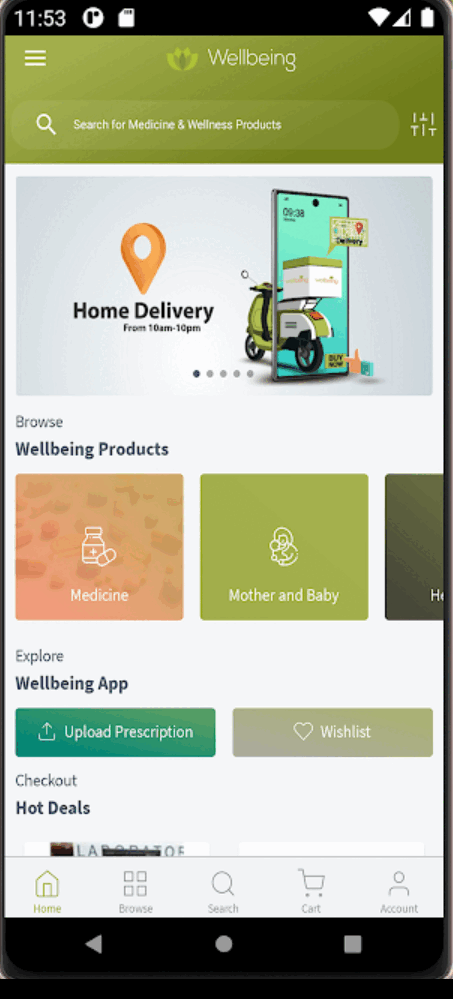 11:53
Wellbeing
Search for Medicine & Wellness Products
09:38
Delivery
Home Delivery
From 10am-10pm
BUY
NOW
Browse
Wellbeing Products
Medicine
Mother and Baby
He
Explore
Wellbeing App
Upload Prescription
Wishlist
Checkout
Hot Deals
LABORATOR
Home
Browse
Search
Cart
Account